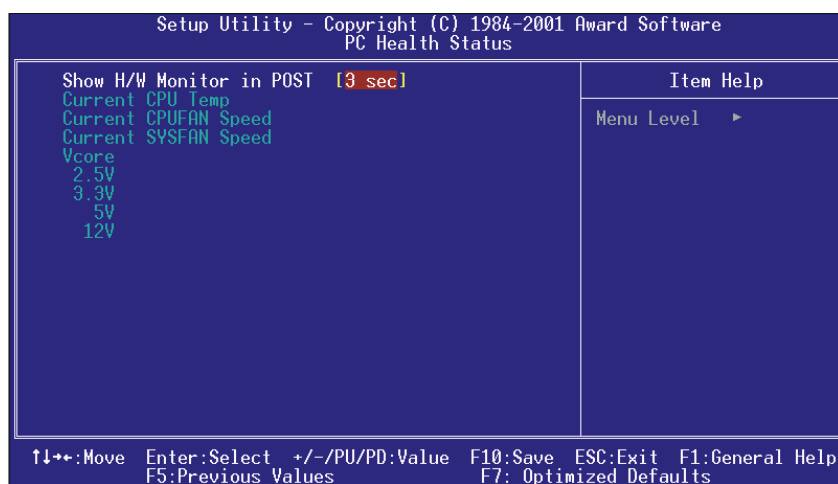 Setup Utility – Copyright (C) 1984-2001 Award Software
PC Health Status
Show H/W Monitor in POST [3 sec]
Current CPU Temp
Current CPUFAN Speed
Current SYSFAN Speed
Vcore
2.5V
3.3V
5V
12V
Item Help
Menu Level ►
↑↓→←:Move Enter:Select +/-/PU/PD:Value F10:Save ESC:Exit F1:General Help
F5:Previous Values F7: Optimized Defaults